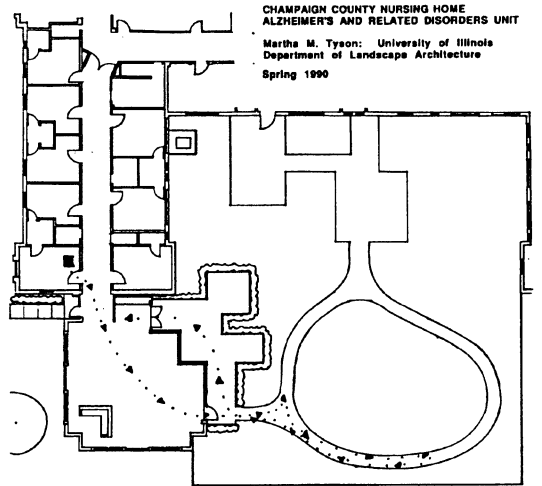 CHAMPAIGN COUNTY NURSING HOME
ALZHEIMER'S AND RELATED DISORDERS UNIT
Martha M. Tyson: University of Illinois
Department of Landscape Architecture
Spring 1990